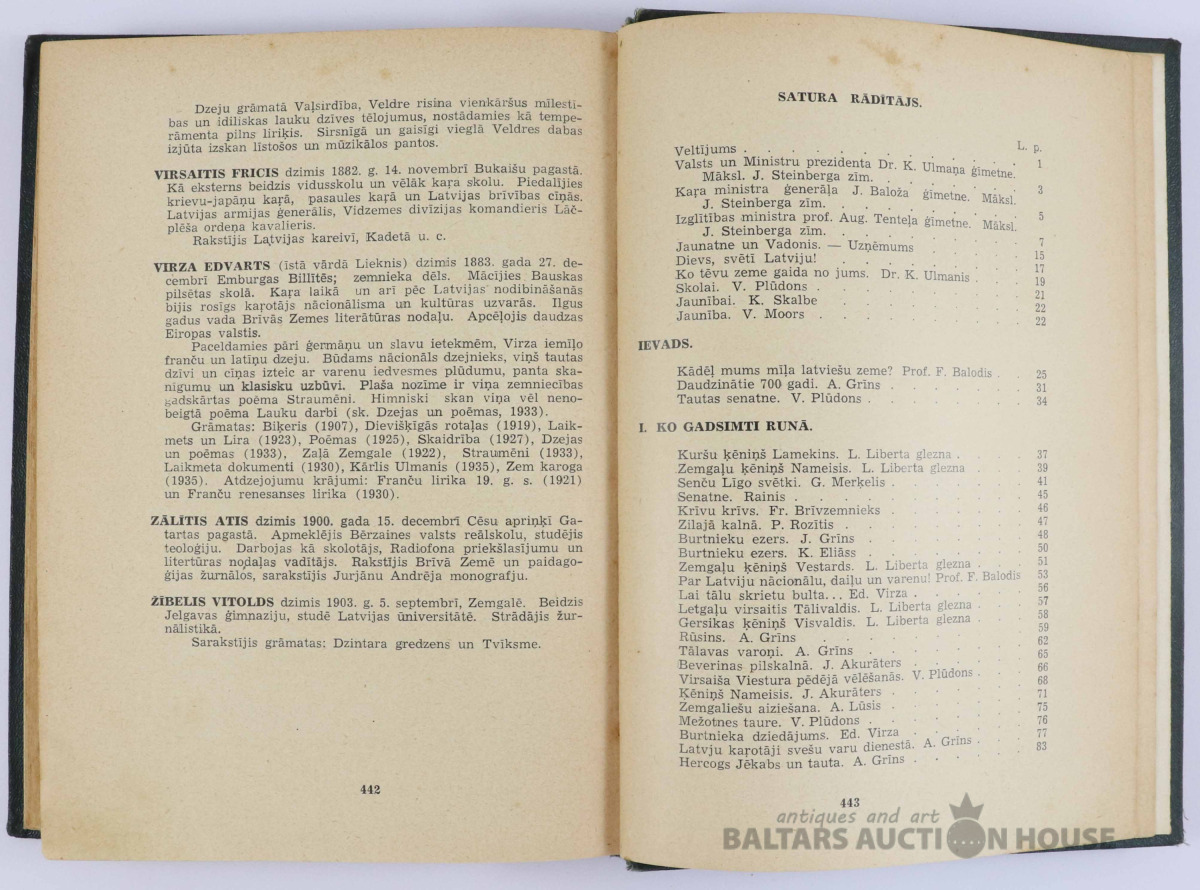 Dzeju grāmatā Vaļsirdība, Veldre risina vienkāršus mīlestī-
bas un idiliskas lauku dzīves tēlojumus, nostādamies kā tempe-
rāmenta pilns liriķis. Sirsnīgā un gaisīgi vieglā Veldres dabas
izjūta izskan līstošos un mūzikālos pantos.
VIRSAITIS FRICIS dzimis 1882. g. 14. novembrī Bukaišu pagastā.
Kā eksterns beidzis vidusskolu un vēlāk kaŗa skolu. Piedalījies
krievu-japāņu kaŗā, pasaules kaŗā un Latvijas brīvības cīņās.
Latvijas armijas ģenerālis, Vidzemes divīzijas komandieris Lāč-
plēša ordeņa kavalieris.
Rakstījis Latvijas kareivī, Kadetā u. c.
VIRZA EDVARTS (īstā vārdā Lieknis) dzimis 1883. gada 27. de-
cembrī Emburgas Billītēs; zemnieka dēls. Mācījies Bauskas
pilsētas skolā. Kaŗa laikā un arī pēc Latvijas nodibināšanās
bijis rosīgs kaŗotājs nācionālisma un kultūras uzvarās. Ilgus
gadus vada Brīvās Zemes literātūras nodaļu. Apceļojis daudzas
Eiropas valstis.
Paceldamies pāri ģermāņu un slavu ietekmēm, Virza iemīļo
franču un latīņu dzeju. Būdams nācionāls dzejnieks, viņš tautas
dzīvi un cīņas izteic ar varenu iedvesmes plūdumu, panta ska-
nigumu un klasisku uzbūvi. Plaša nozīme ir viņa zemniecības
gadskārtas poēma Straumēni. Himniski skan viņa vēl neno-
beigtā poēma Lauku darbi (sk. Dzejas un poēmas, 1933).
Grāmatas: Biķeris (1907), Dievišķīgās rotaļas (1919), Laik-
mets un Lira (1923), Poēmas (1925), Skaidrība (1927), Dzejas
un poēmas (1933), Zaļā Zemgale (1922), Straumēni (1933),
Laikmeta dokumenti (1930), Kārlis Ulmanis (1935), Zem karoga
(1935). Atdzejojumu krājumi: Franču lirika 19. g. s. (1921)
un Franču renesanses lirika (1930).
ZĀLĪTIS ATIS dzimis 1900. gada 15. decembrī Cēsu apriņķī Ga-
tartas pagastā. Apmeklējis Bērzaines valsts reālskolu, studējis
teoloģiju. Darbojas kā skolotājs, Radiofona priekšlasījumu un
litertūras nodaļas vadītājs. Rakstījis Brīvā Zemē un paidago-
ģijas žurnālos, sarakstījis Jurjānu Andrēja monografju.
ŽĪBELIS VITOLDS dzimis 1903. g. 5. septembrī, Zemgalē. Beidzis
Jelgavas ģimnaziju, studē Latvijas ūniversitātē. Strādājis žur-
nālistikā.
Sarakstījis grāmatas: Dzintara gredzens un Tvīksme.
442
SATURA RĀDĪTĀJS.
L. p.
Veltījums . . . . . . . . . . . 1
Valsts un Ministru prezidenta Dr. K. Ulmaņa ģimetne.
Māksl. J. Steinberga zīm. . . . . . . 3
Kaŗa ministra ģenerāļa J. Baloža ģimetne. Māksl.
J. Steinberga zīm. . . . . . . . 5
Izglītības ministra prof. Aug. Tenteļa ģimetne. Māksl.
J. Steinberga zīm. . . . . . . . 7
Jaunatne un Vadonis. — Uzņēmums . . . . 15
Dievs, svētī Latviju! . . . . . . . 17
Ko tēvu zeme gaida no jums. Dr. K. Ulmanis . . . 19
Skolai. V. Plūdons . . . . . . . 21
Jaunībai. K. Skalbe . . . . . . . 22
Jaunība. V. Moors . . . . . . . . 22
IEVADS.
Kādēļ mums mīļa latviešu zeme? Prof. F. Balodis . 25
Daudzinātie 700 gadi. A. Grīns . . . . . 31
Tautas senatne. V. Plūdons . . . . . . 34
I. KO GADSIMTI RUNĀ.
Kuršu ķēniņš Lamekins. L. Liberta glezna . . . 37
Zemgaļu ķēniņš Nameisis. L. Liberta glezna . . . 39
Senču Līgo svētki. G. Merķelis . . . . . 41
Senatne. Rainis . . . . . . . . 45
Krīvu krīvs. Fr. Brīvzemnieks . . . . . 46
Zilajā kalnā. P. Rozītis . . . . . . . 47
Burtnieku ezers. J. Grīns . . . . . . 48
Burtnieku ezers. K. Eliāss . . . . . . 50
Zemgaļu ķēniņš Vestards. L. Liberta glezna . . . 51
Par Latviju nācionālu, daiļu un varenu! Prof. F. Balodis 53
Lai tālu skrietu bulta... Ed. Virza . . . . . 56
Letgaļu virsaitis Tālivaldis. L. Liberta glezna . . . 57
Gersikas ķēniņš Visvaldis. L. Liberta glezna . . . 58
Rūsins. A. Grīns . . . . . . . . 59
Tālavas varoņi. A. Grīns . . . . . . 62
Beverinas pilskalnā. J. Akurāters . . . . . 65
Virsaiša Viestura pēdējā vēlēšanās. V. Plūdons . . . 66
Ķēniņš Nameisis. J. Akurāters . . . . . 68
Zemgaliešu aiziešana. A. Lūsis . . . . . 71
Mežotnes taure. V. Plūdons . . . . . . 75
Burtnieka dziedājums. Ed. Virza . . . . . 76
Latvju kaŗotāji svešu varu dienestā. A. Grīns . . . 77
Hercogs Jēkabs un tauta. A. Grīns . . . . . 83
443
antiques and art
BALTARS AUCTION HOUSE